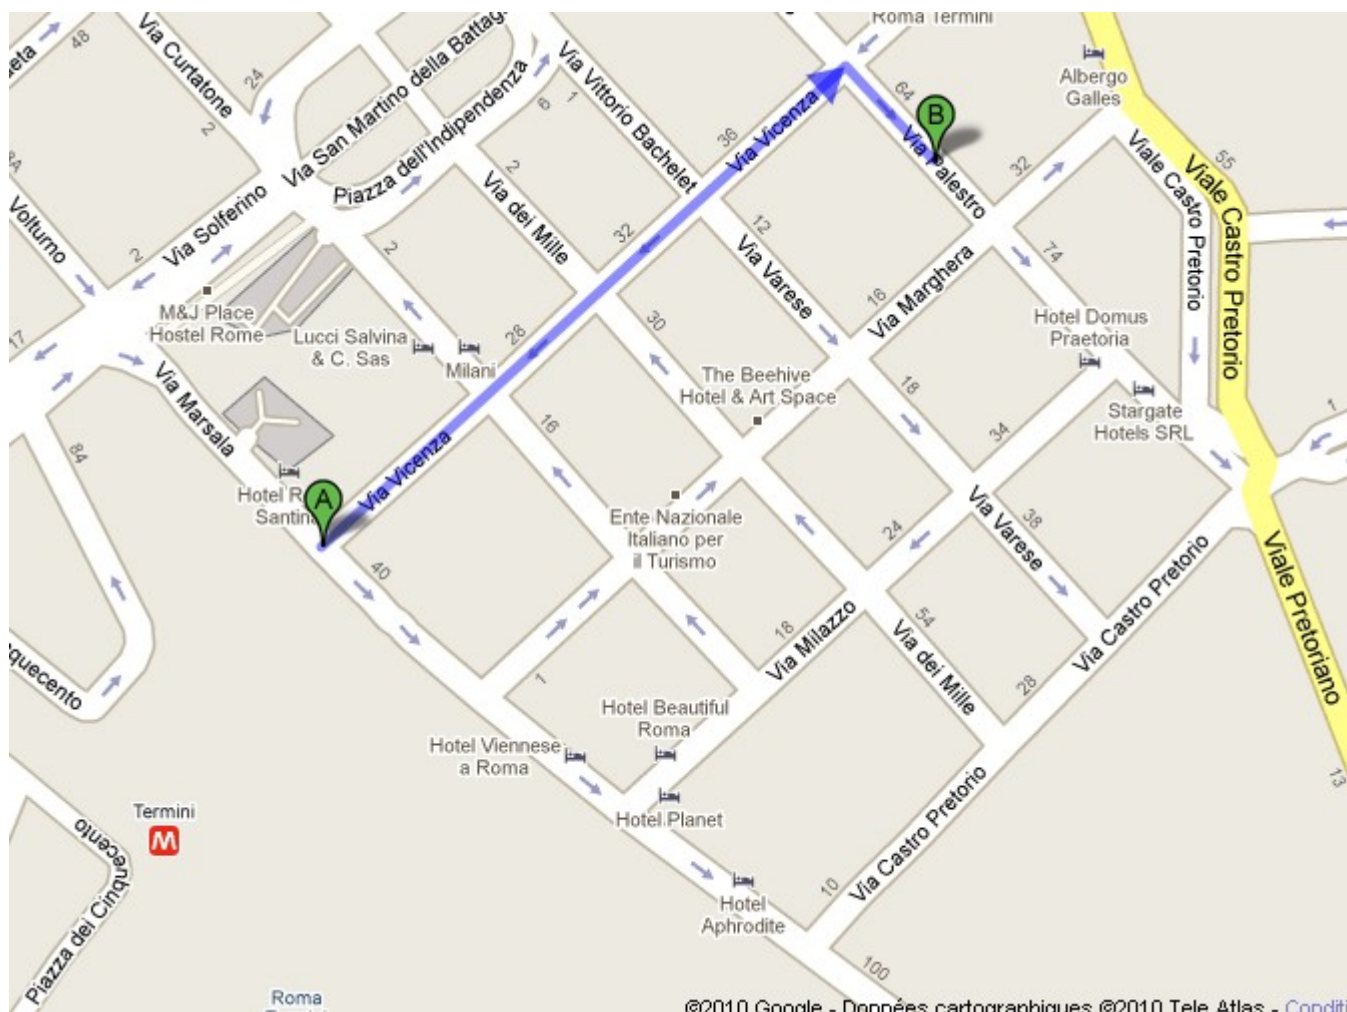 Roma Termini
48
Via Curtatone
24
2
Via San Martino della Battag
Piazza dell'Indipendenza
6
1
Via Vittorio Bachelet
36
Via Vicenza
64
B
Via Palestro
Albergo
Galles
55
Viale Castro Pretorio
Viale Castro Pretorio
32
8A
Volturno
2
Via Solferino
2
2
Via dei Mille
32
12
Via Varese
74
16
Via Marghera
M&J Place
Hostel Rome
Lucci Salvina
& C. Sas
Milani
28
30
Hotel Domus
Praetoria
17
Via Marsala
The Beehive
Hotel & Art Space
18
Stargate
Hotels SRL
1
84
Via Vicenza
16
34
A
Ente Nazionale
Italiano per
il Turismo
24
Via Varese
38
Viale Pretoriano
40
Via Castro Pretorio
18
Via Milazzo
54
Via dei Mille
28
quecento
1
Hotel Beautiful
Roma
Hotel Viennese
a Roma
13
Termini
M
Hotel Planet
Piazza dei Cinquecento
Via Castro Pretorio
10
Hotel
Aphrodite
100
Roma
©2010 Google - Données cartographiques ©2010 Tele Atlas - Conditi